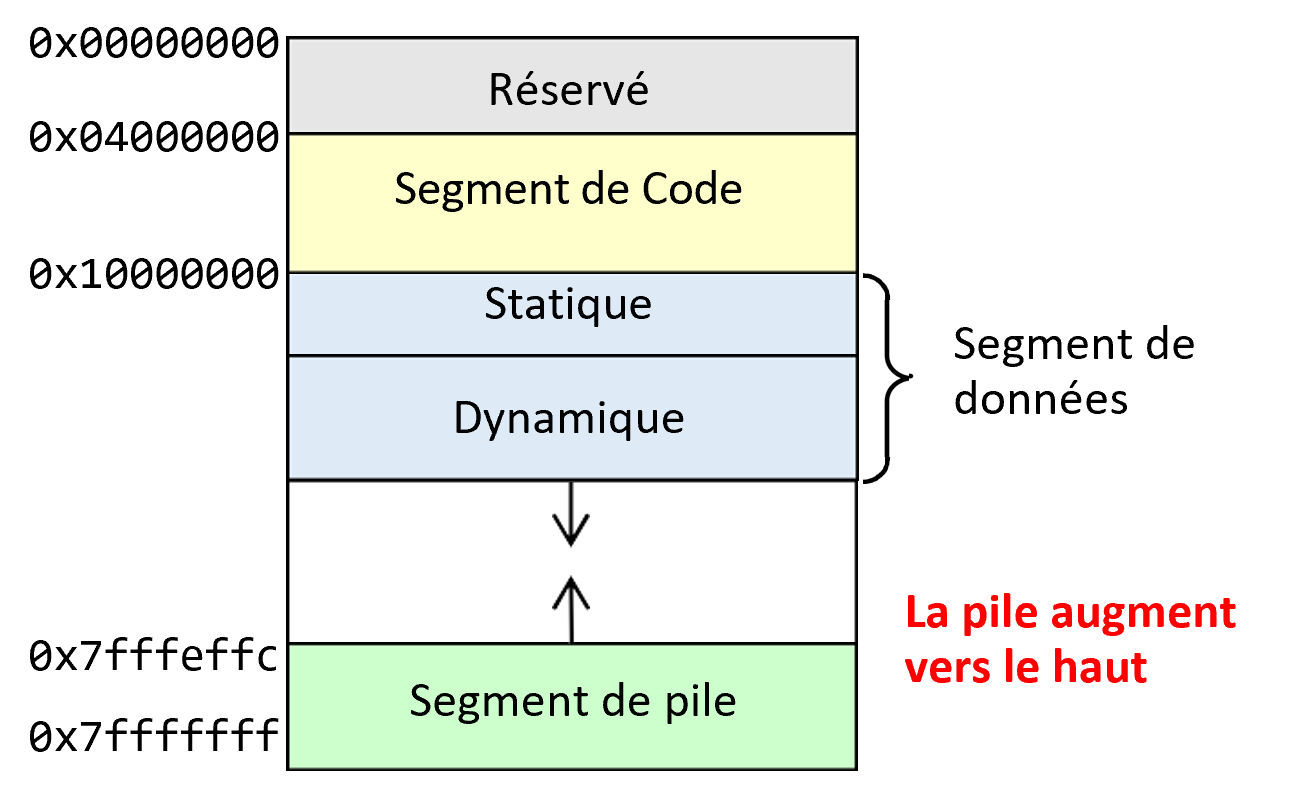 0x00000000
Réservé
0x04000000
Segment de Code
0x10000000
Statique
Segment de
données
Dynamique
La pile augment
vers le haut
0x7fffeffc
Segment de pile
0x7fffffff